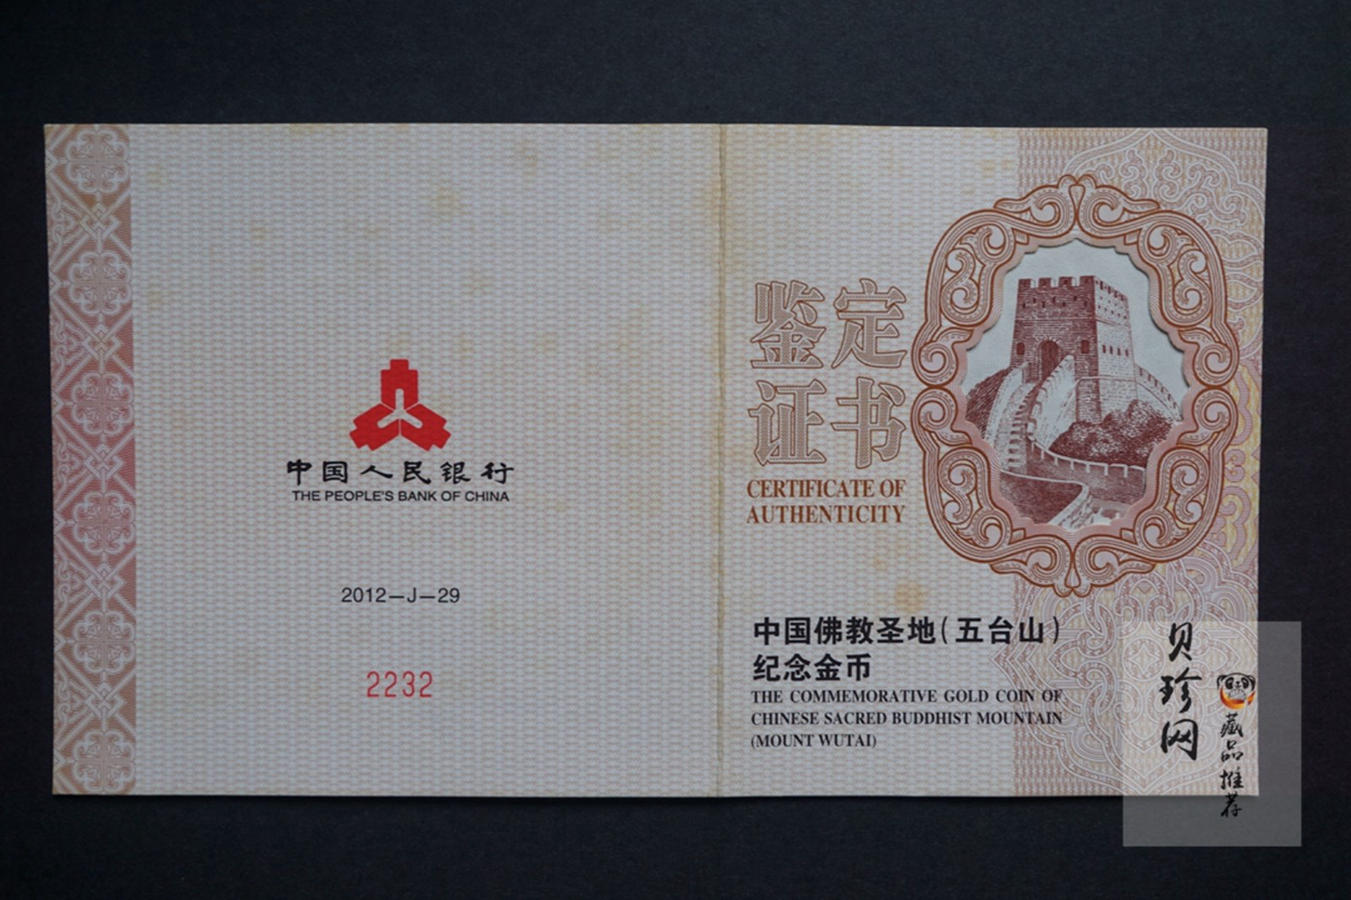 中国人民银行
THE PEOPLE'S BANK OF CHINA
2012—J—29
2232
鉴定
证书
CERTIFICATE OF
AUTHENTICITY
中国佛教圣地（五台山）
纪念金币
THE COMMEMORATIVE GOLD COIN OF
CHINESE SACRED BUDDHIST MOUNTAIN
(MOUNT WUTAI)
贝珍网
藏品推荐